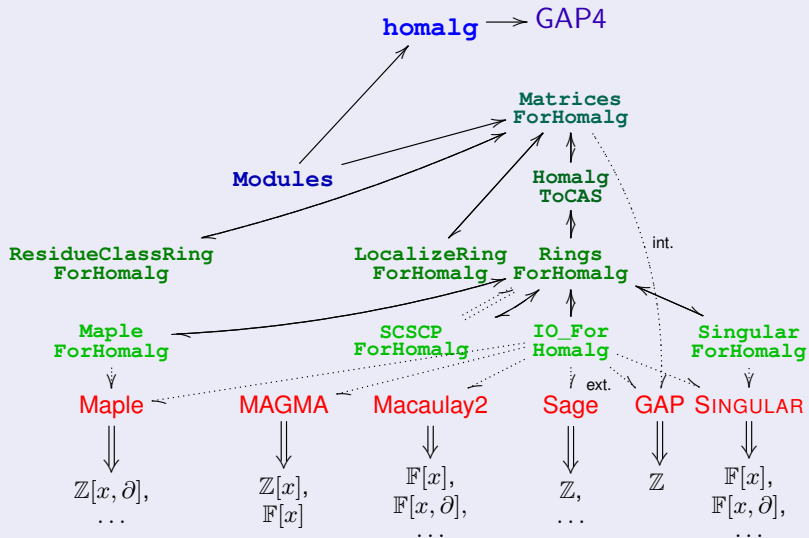 homalg GAP4
Matrices
ForHomalg
Modules
Homalg
ToCAS
int.
ResidueClassRing
ForHomalg
LocalizeRing
ForHomalg
Rings
ForHomalg
Maple
ForHomalg
SCSCP
ForHomalg
IO_For
Homalg
Singular
ForHomalg
ext.
Maple MAGMA Macaulay2 Sage GAP SINGULAR
ℤ[x, ∂],
...
ℤ[x],
𝔽[x]
𝔽[x],
𝔽[x, ∂],
...
ℤ,
...
ℤ
𝔽[x],
𝔽[x, ∂],
...